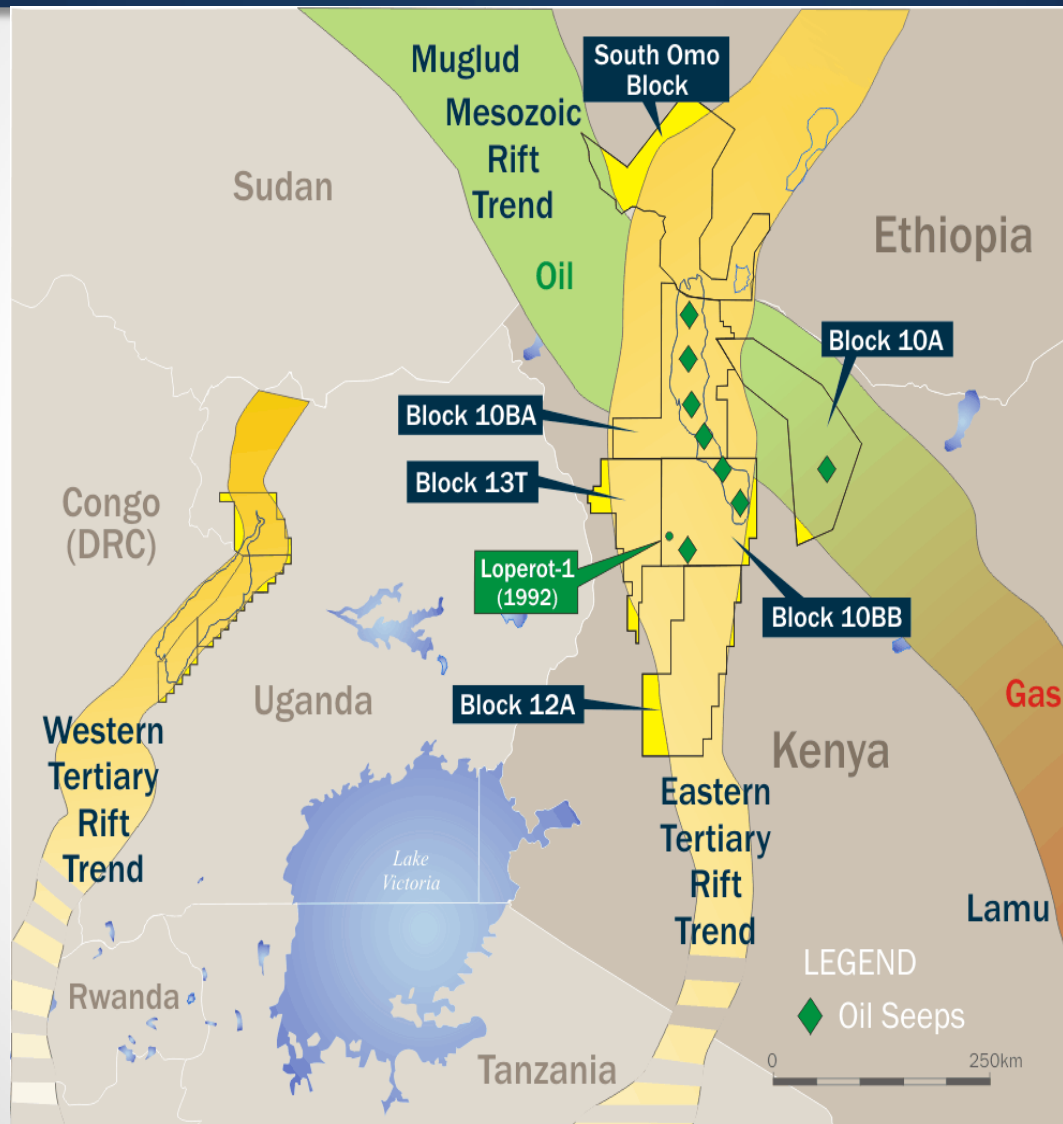 Muglud
Mesozoic
Rift
Trend
Oil
South Omo
Block
Sudan
Ethiopia
Block 10A
Block 10BA
Block 13T
Congo
(DRC)
Loperot-1
(1992)
Block 10BB
Uganda
Block 12A
Gas
Kenya
Western
Tertiary
Rift
Trend
Eastern
Tertiary
Rift
Trend
Lake
Victoria
Lamu
LEGEND
Oil Seeps
Rwanda
Tanzania
0 250km